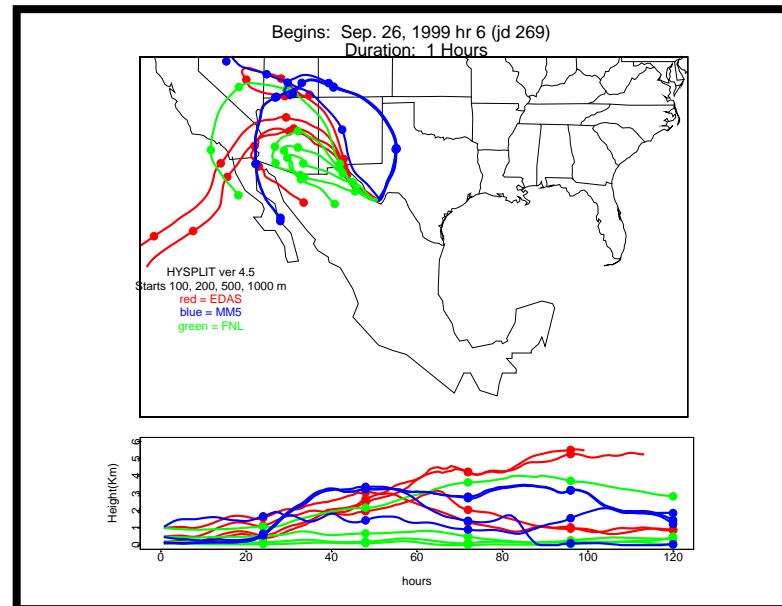 Begins: Sep. 26, 1999 hr 6 (jd 269)
Duration: 1 Hours
HYSPLIT ver 4.5
Starts 100, 200, 500, 1000 m
red = EDAS
blue = MM5
green = FNL
Height(Km)
6
5
4
3
2
1
0
0 20 40 60 80 100 120
hours